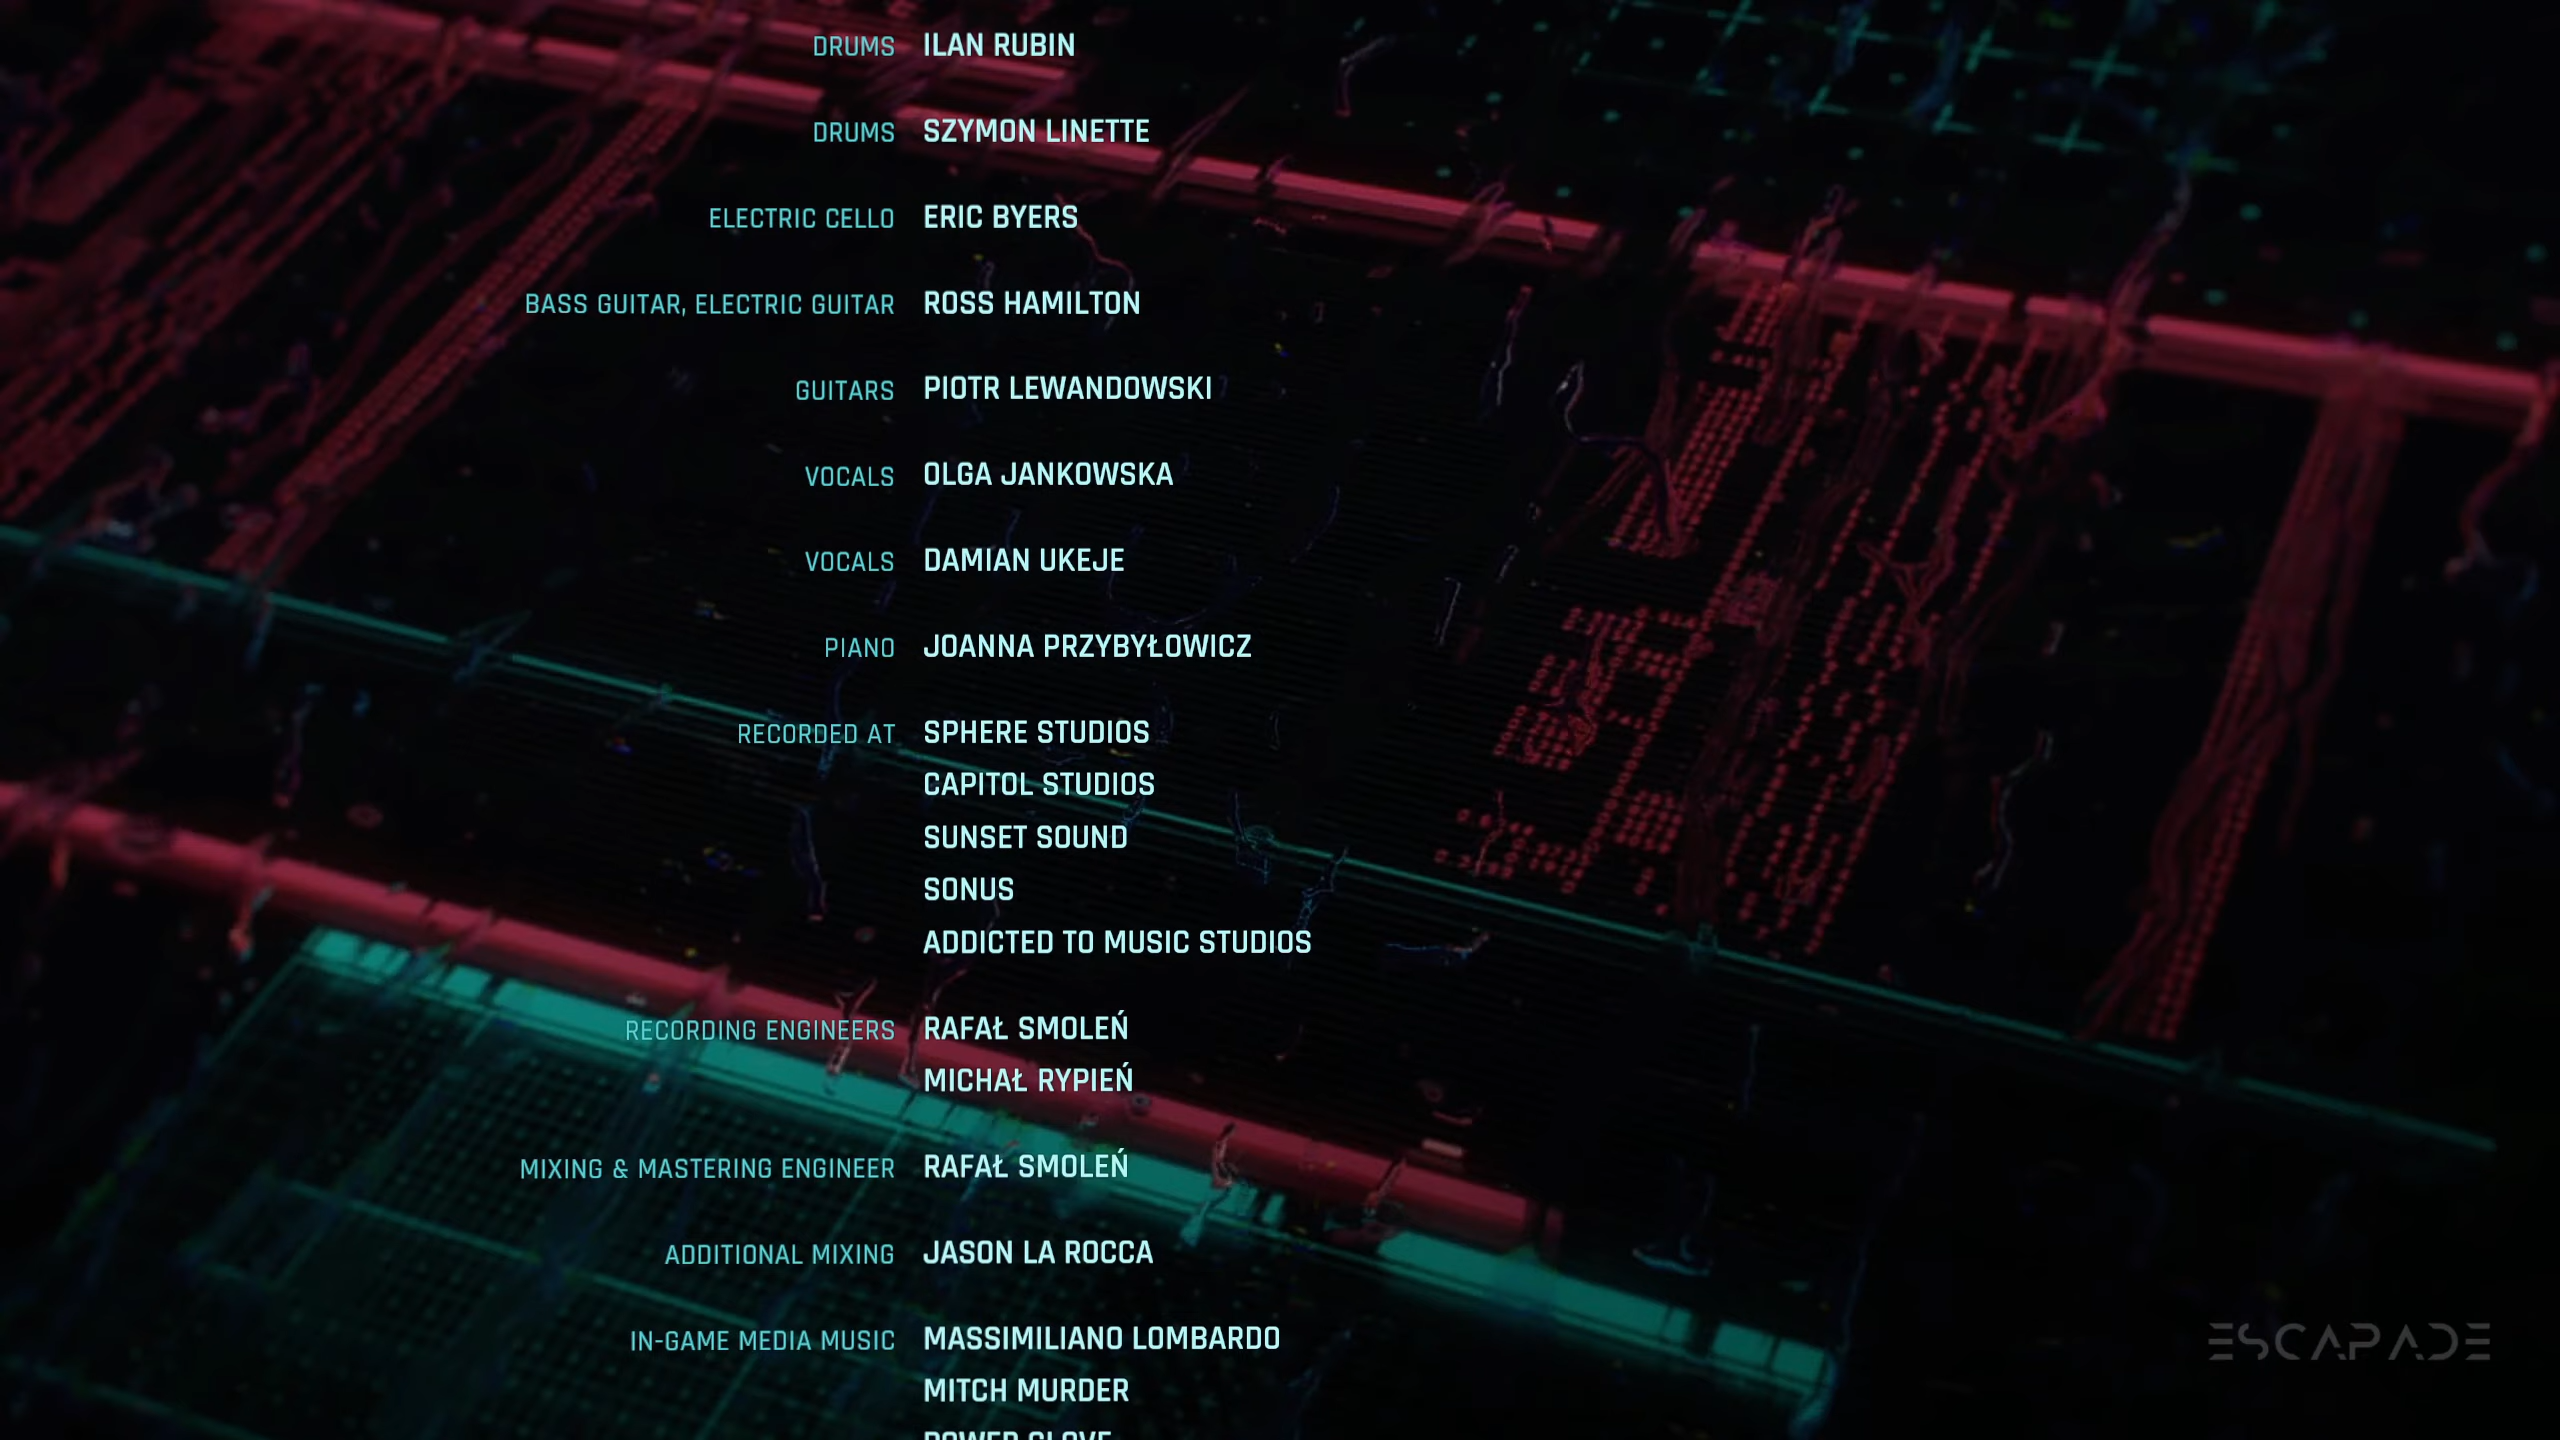 DRUMS ILAN RUBIN
DRUMS SZYMON LINETTE
ELECTRIC CELLO ERIC BYERS
BASS GUITAR, ELECTRIC GUITAR ROSS HAMILTON
GUITARS PIOTR LEWANDOWSKI
VOCALS OLGA JANKOWSKA
VOCALS DAMIAN UKEJE
PIANO JOANNA PRZYBYŁOWICZ
RECORDED AT SPHERE STUDIOS
CAPITOL STUDIOS
SUNSET SOUND
SONUS
ADDICTED TO MUSIC STUDIOS
RECORDING ENGINEERS RAFAŁ SMOLEŃ
MICHAŁ RYPIEŃ
MIXING & MASTERING ENGINEER RAFAŁ SMOLEŃ
ADDITIONAL MIXING JASON LA ROCCA
IN-GAME MEDIA MUSIC MASSIMILIANO LOMBARDO
MITCH MURDER
POWER GLOVE
ESCAPADE